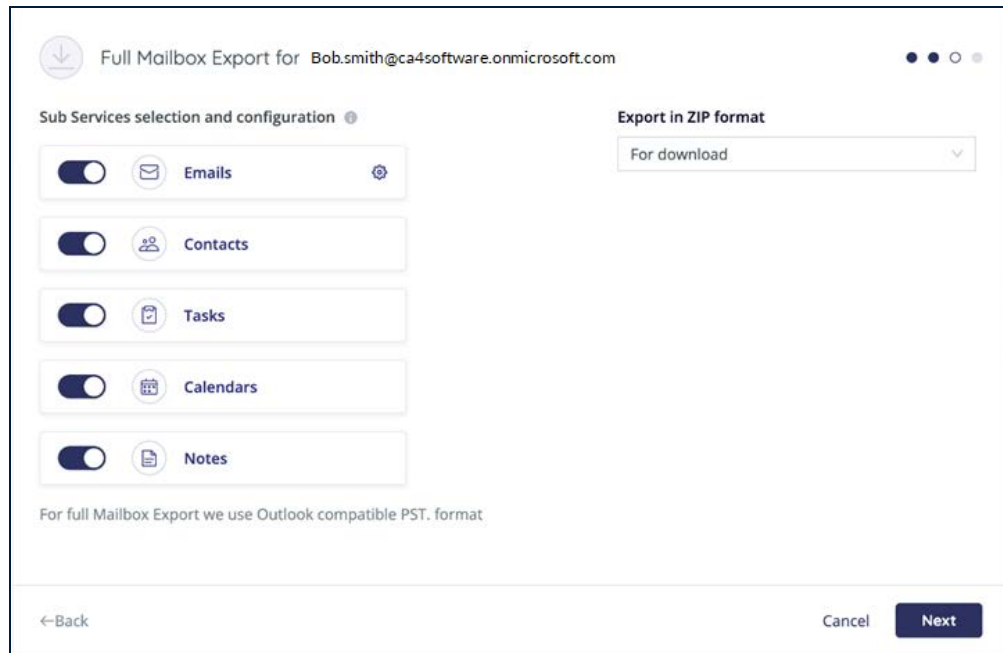 Full Mailbox Export for Bob.smith@ca4software.onmicrosoft.com
Sub Services selection and configuration
Emails
Contacts
Tasks
Calendars
Notes
For full Mailbox Export we use Outlook compatible PST. format
Export in ZIP format
For download
←Back
Cancel
Next